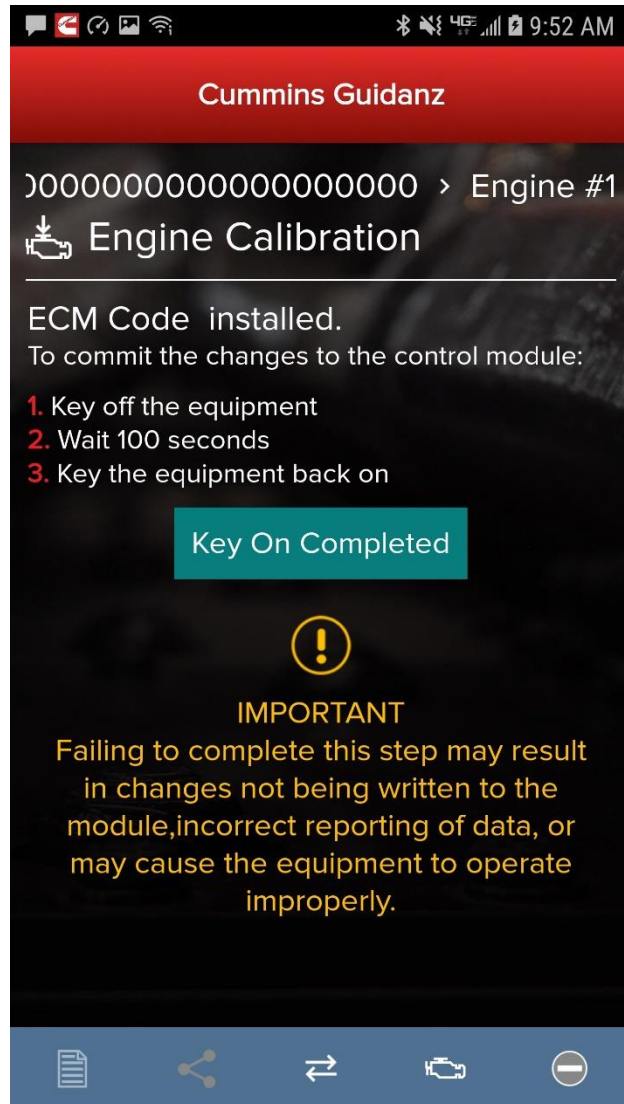 4GE 9:52 AM
Cummins Guidanz
00000000000000000000 > Engine #1
Engine Calibration
ECM Code installed.
To commit the changes to the control module:
1. Key off the equipment
2. Wait 100 seconds
3. Key the equipment back on
Key On Completed
!
IMPORTANT
Failing to complete this step may result
in changes not being written to the
module,incorrect reporting of data, or
may cause the equipment to operate
improperly.